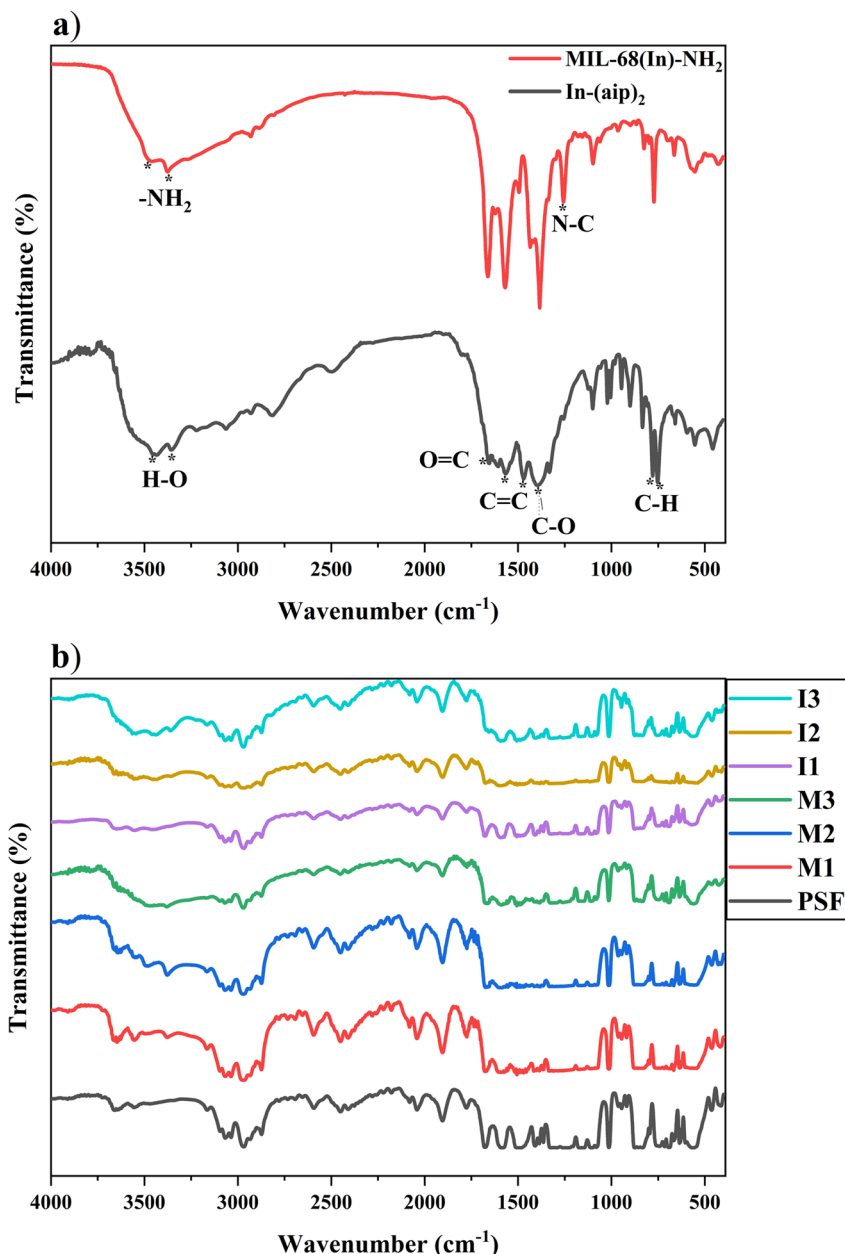 a)
MIL-68(In)-NH₂
In-(aip)₂
-NH₂
N-C
H-O
O=C
C=C
C-O
C-H
Transmittance (%)
4000 3500 3000 2500 2000 1500 1000 500
Wavenumber (cm⁻¹)
b)
I3
I2
I1
M3
M2
M1
PSF
Transmittance (%)
4000 3500 3000 2500 2000 1500 1000 500
Wavenumber (cm⁻¹)